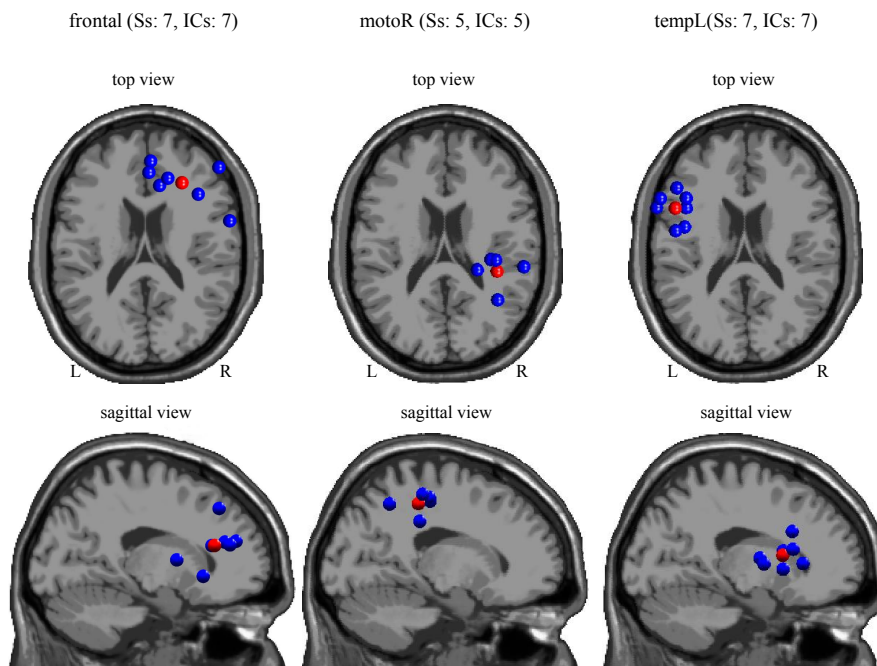 frontal (Ss: 7, ICs: 7)
motoR (Ss: 5, ICs: 5)
tempL(Ss: 7, ICs: 7)
top view
top view
top view
L
R
L
R
L
R
sagittal view
sagittal view
sagittal view